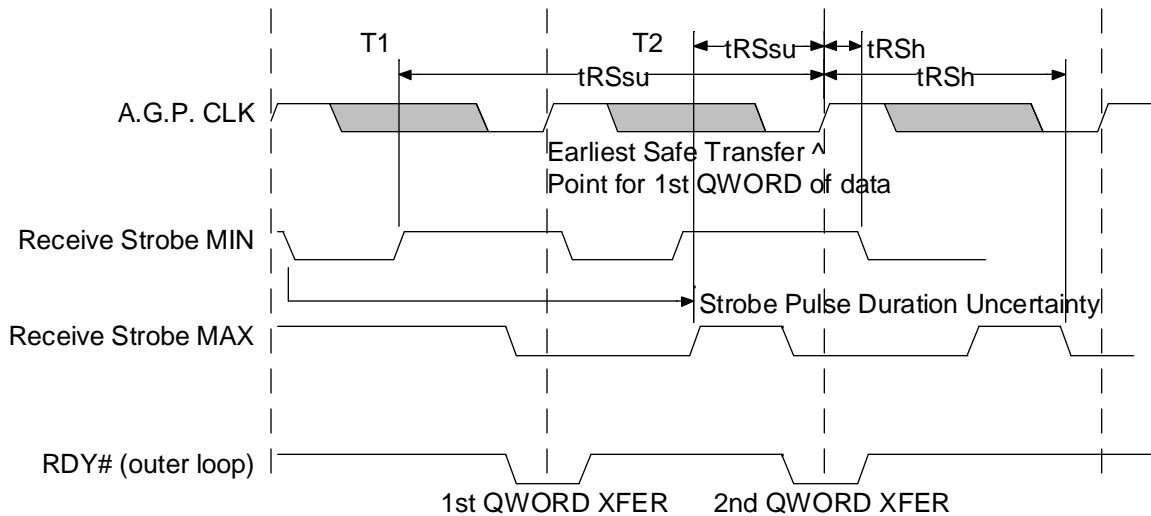 T1
T2
tRSsu
tRSh
tRSsu
tRSh
A.G.P. CLK
Earliest Safe Transfer ^
Point for 1st QWORD of data
Receive Strobe MIN
Strobe Pulse Duration Uncertainty
Receive Strobe MAX
RDY# (outer loop)
1st QWORD XFER
2nd QWORD XFER